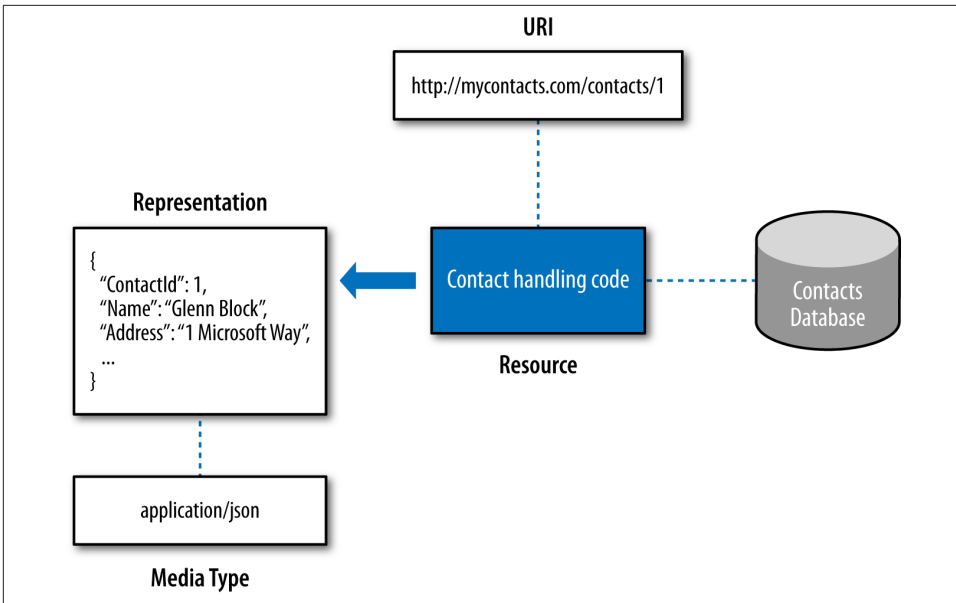 URI
http://mycontacts.com/contacts/1
Representation
{
“ContactId”: 1,
“Name”: “Glenn Block”,
“Address”: “1 Microsoft Way”,
...
}
Contact handling code
Resource
Contacts
Database
application/json
Media Type